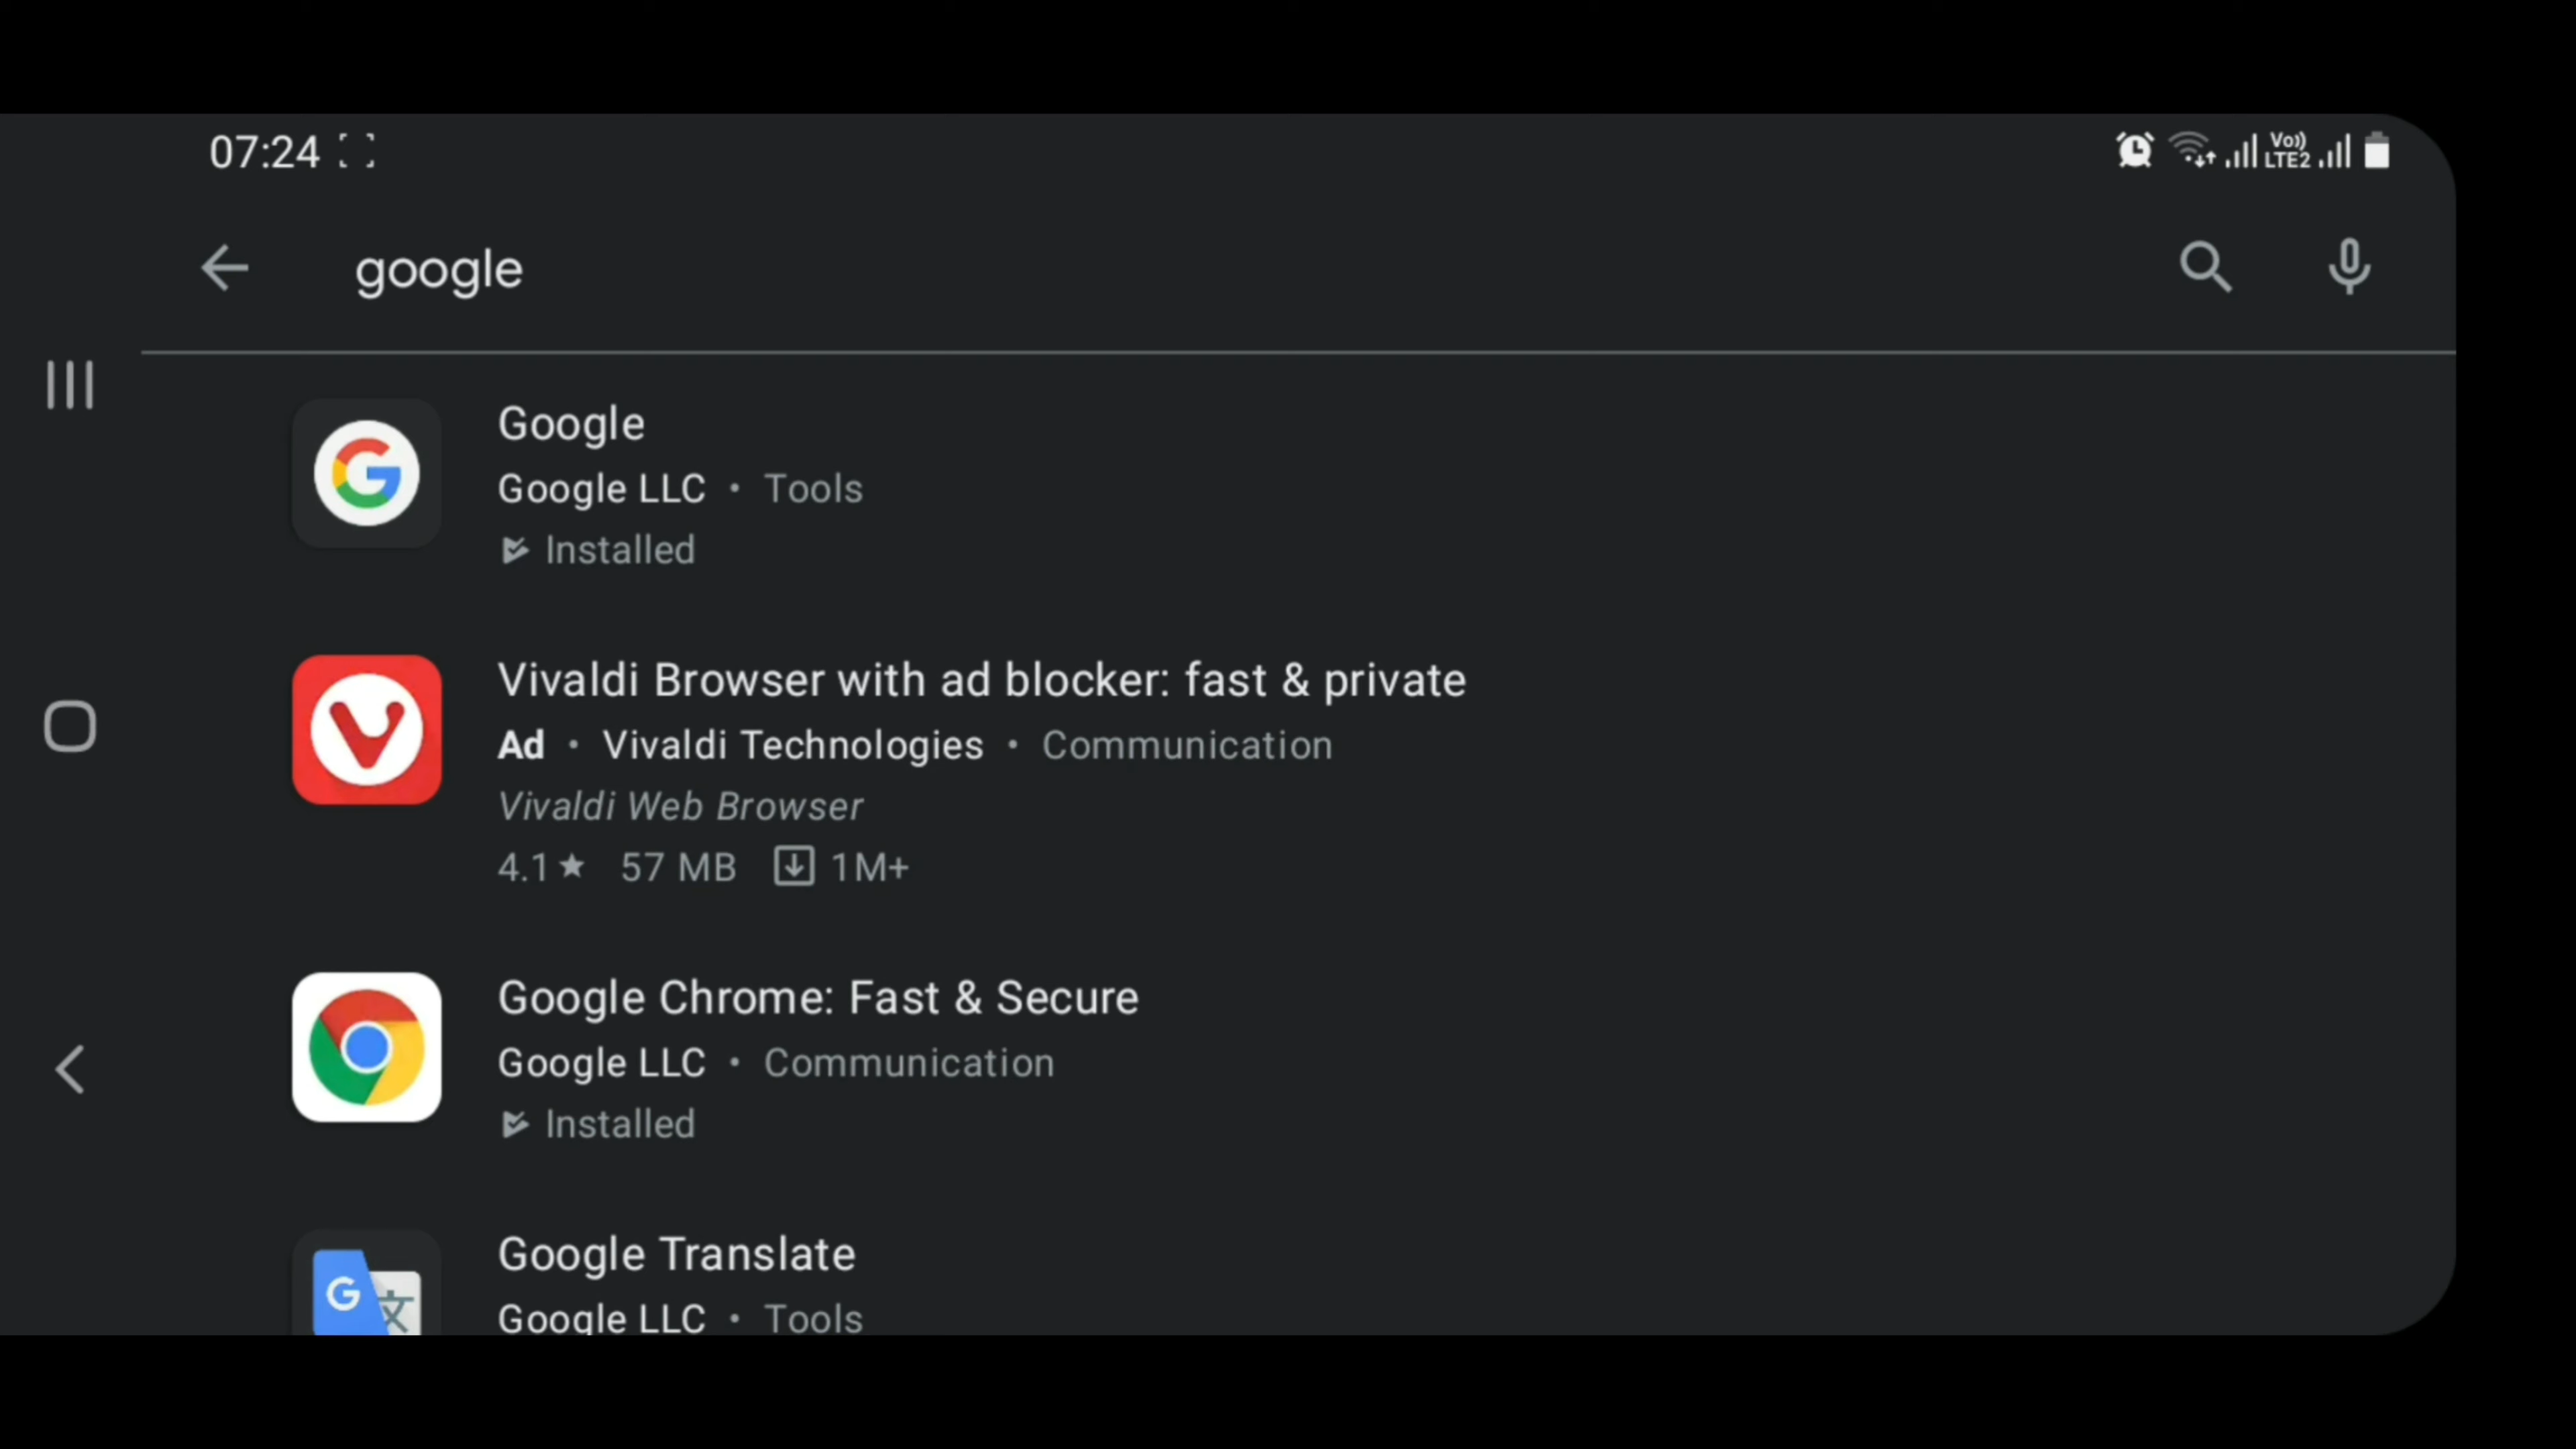 07:24
Vo))
LTE2
google
Google
Google LLC • Tools
Installed
Vivaldi Browser with ad blocker: fast & private
Ad • Vivaldi Technologies • Communication
Vivaldi Web Browser
4.1★ 57 MB 1M+
Google Chrome: Fast & Secure
Google LLC • Communication
Installed
Google Translate
Google LLC • Tools